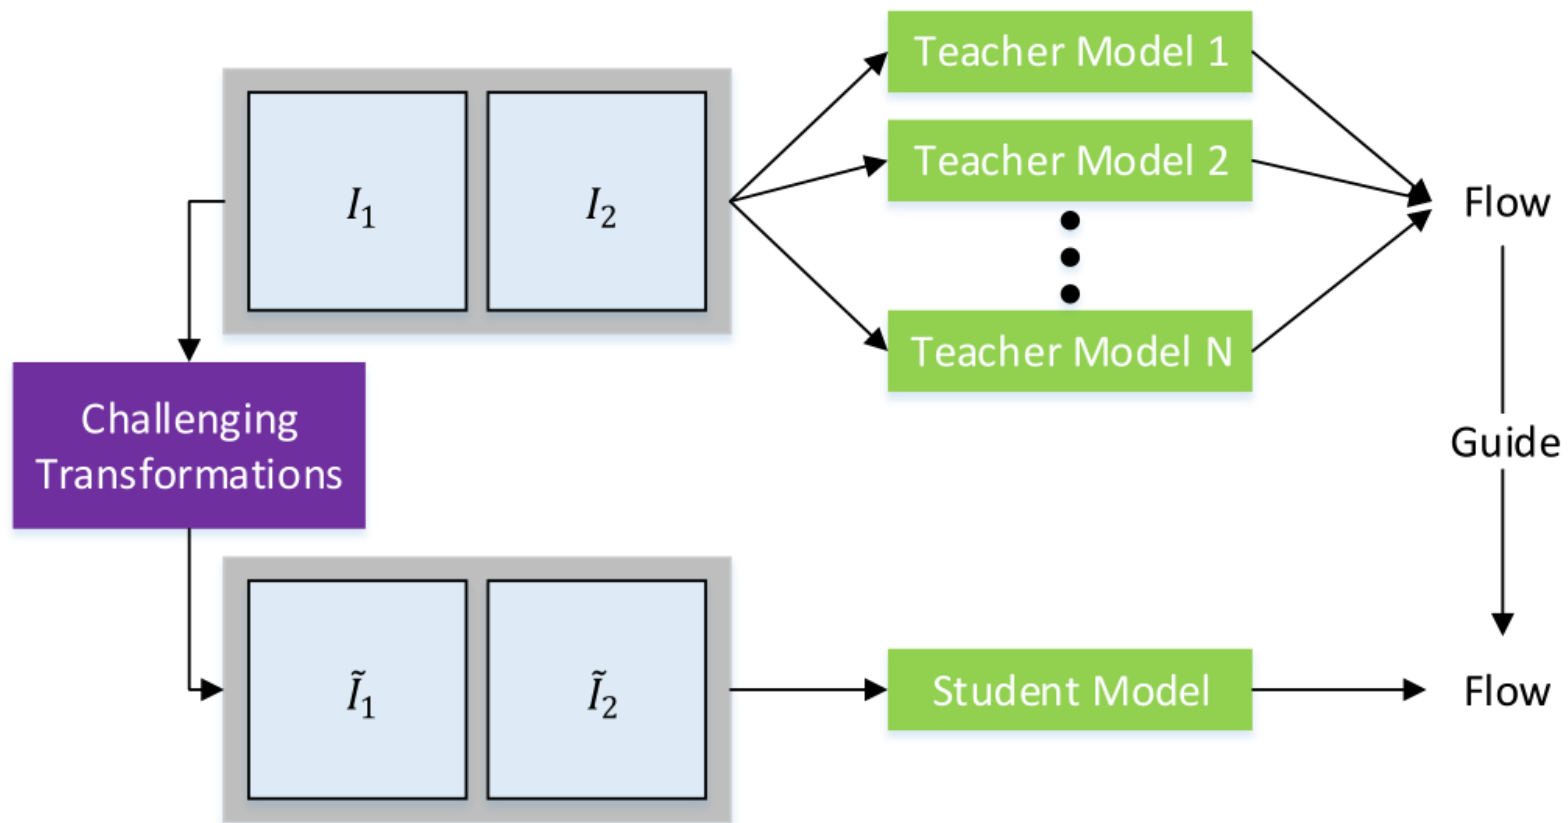 Teacher Model 1
Teacher Model 2
I₁
I₂
Flow
Teacher Model N
Challenging
Transformations
Guide
Ĩ₁
Ĩ₂
Student Model
Flow